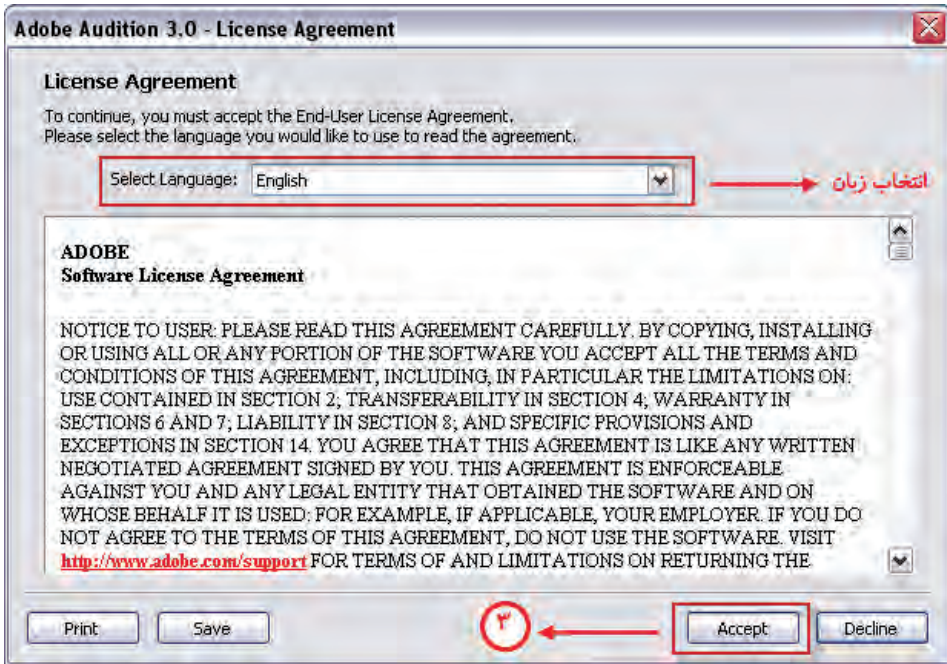 Adobe Audition 3.0 - License Agreement
License Agreement
To continue, you must accept the End-User License Agreement.
Please select the language you would like to use to read the agreement.
Select Language: English
انتخاب زبان
ADOBE
Software License Agreement
NOTICE TO USER: PLEASE READ THIS AGREEMENT CAREFULLY. BY COPYING, INSTALLING
OR USING ALL OR ANY PORTION OF THE SOFTWARE YOU ACCEPT ALL THE TERMS AND
CONDITIONS OF THIS AGREEMENT, INCLUDING, IN PARTICULAR THE LIMITATIONS ON:
USE CONTAINED IN SECTION 2; TRANSFERABILITY IN SECTION 4; WARRANTY IN
SECTIONS 6 AND 7; LIABILITY IN SECTION 8; AND SPECIFIC PROVISIONS AND
EXCEPTIONS IN SECTION 14. YOU AGREE THAT THIS AGREEMENT IS LIKE ANY WRITTEN
NEGOTIATED AGREEMENT SIGNED BY YOU. THIS AGREEMENT IS ENFORCEABLE
AGAINST YOU AND ANY LEGAL ENTITY THAT OBTAINED THE SOFTWARE AND ON
WHOSE BEHALF IT IS USED: FOR EXAMPLE, IF APPLICABLE, YOUR EMPLOYER. IF YOU DO
NOT AGREE TO THE TERMS OF THIS AGREEMENT, DO NOT USE THE SOFTWARE. VISIT
http://www.adobe.com/support FOR TERMS OF AND LIMITATIONS ON RETURNING THE
Print Save ۳ Accept Decline